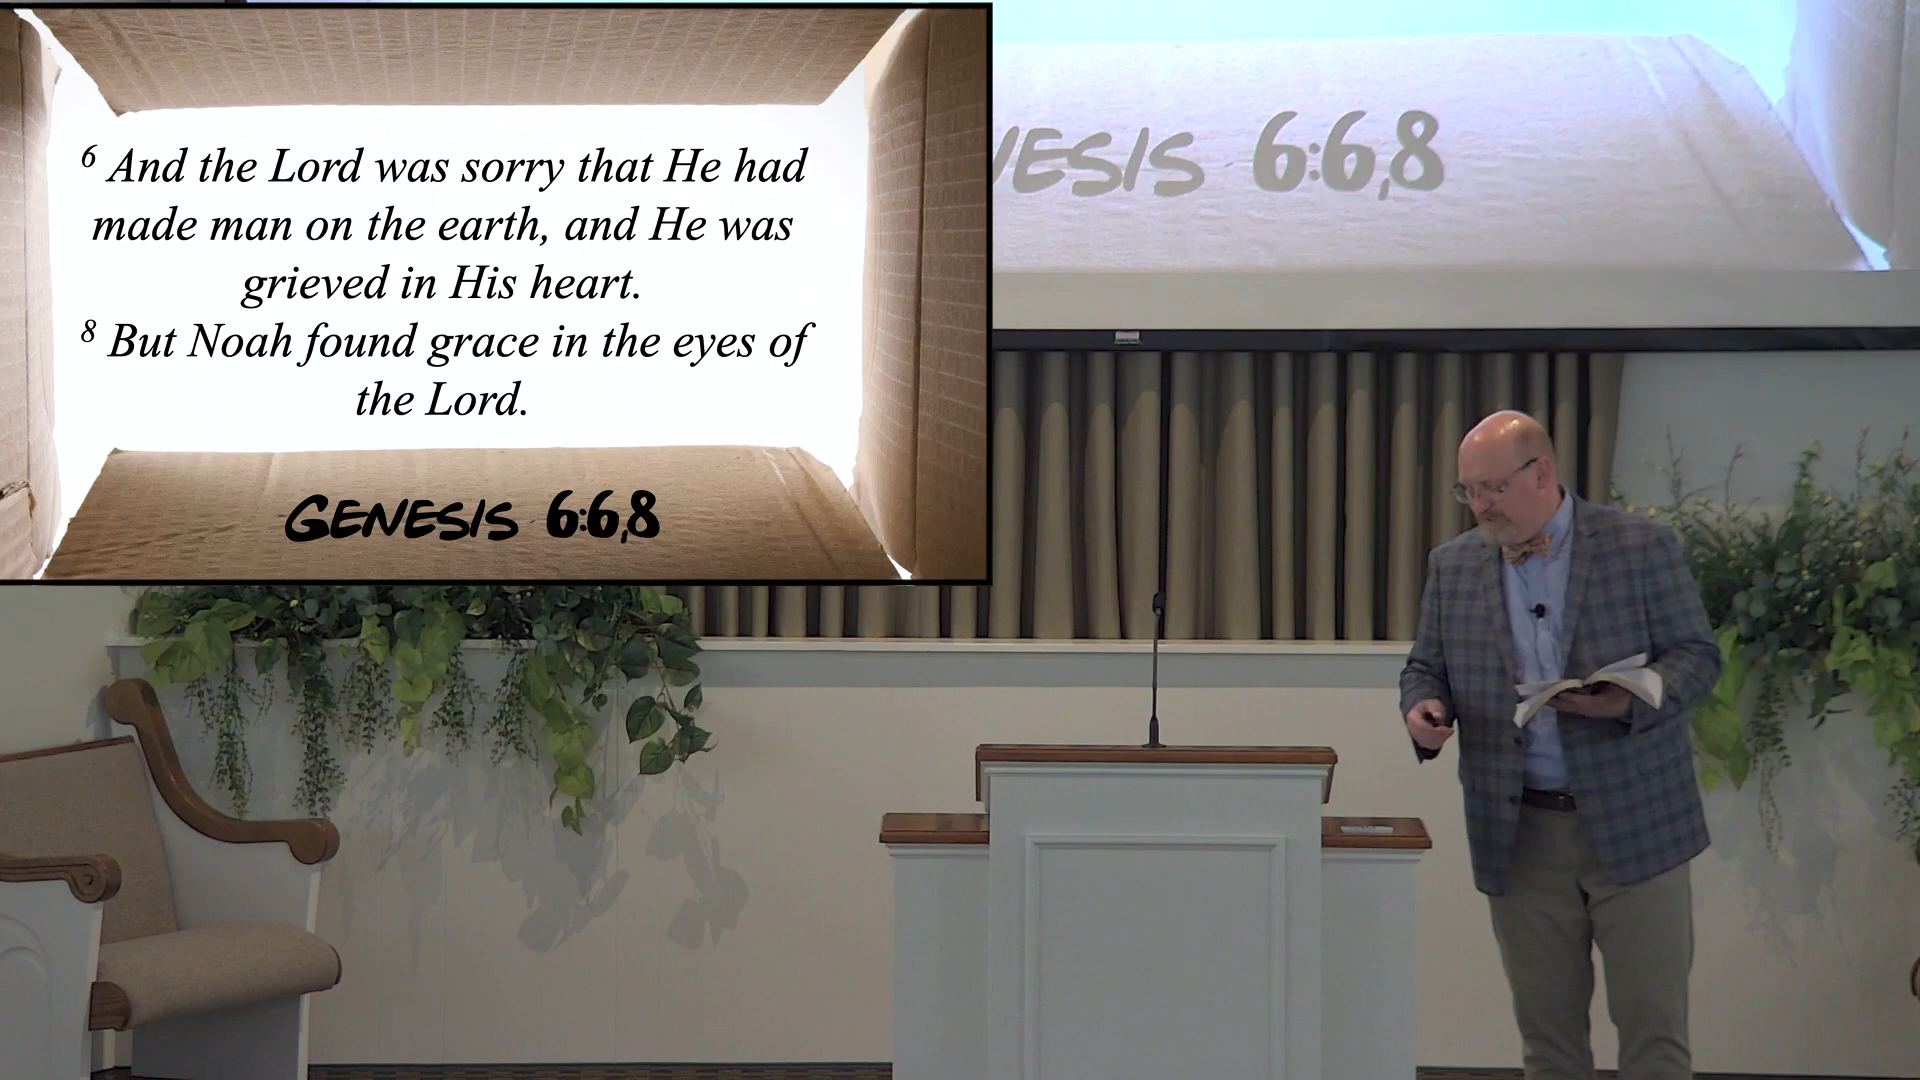 6 And the Lord was sorry that He had
made man on the earth, and He was
grieved in His heart.
8 But Noah found grace in the eyes of
the Lord.
GENESIS 6:6,8
NESIS 6:6,8